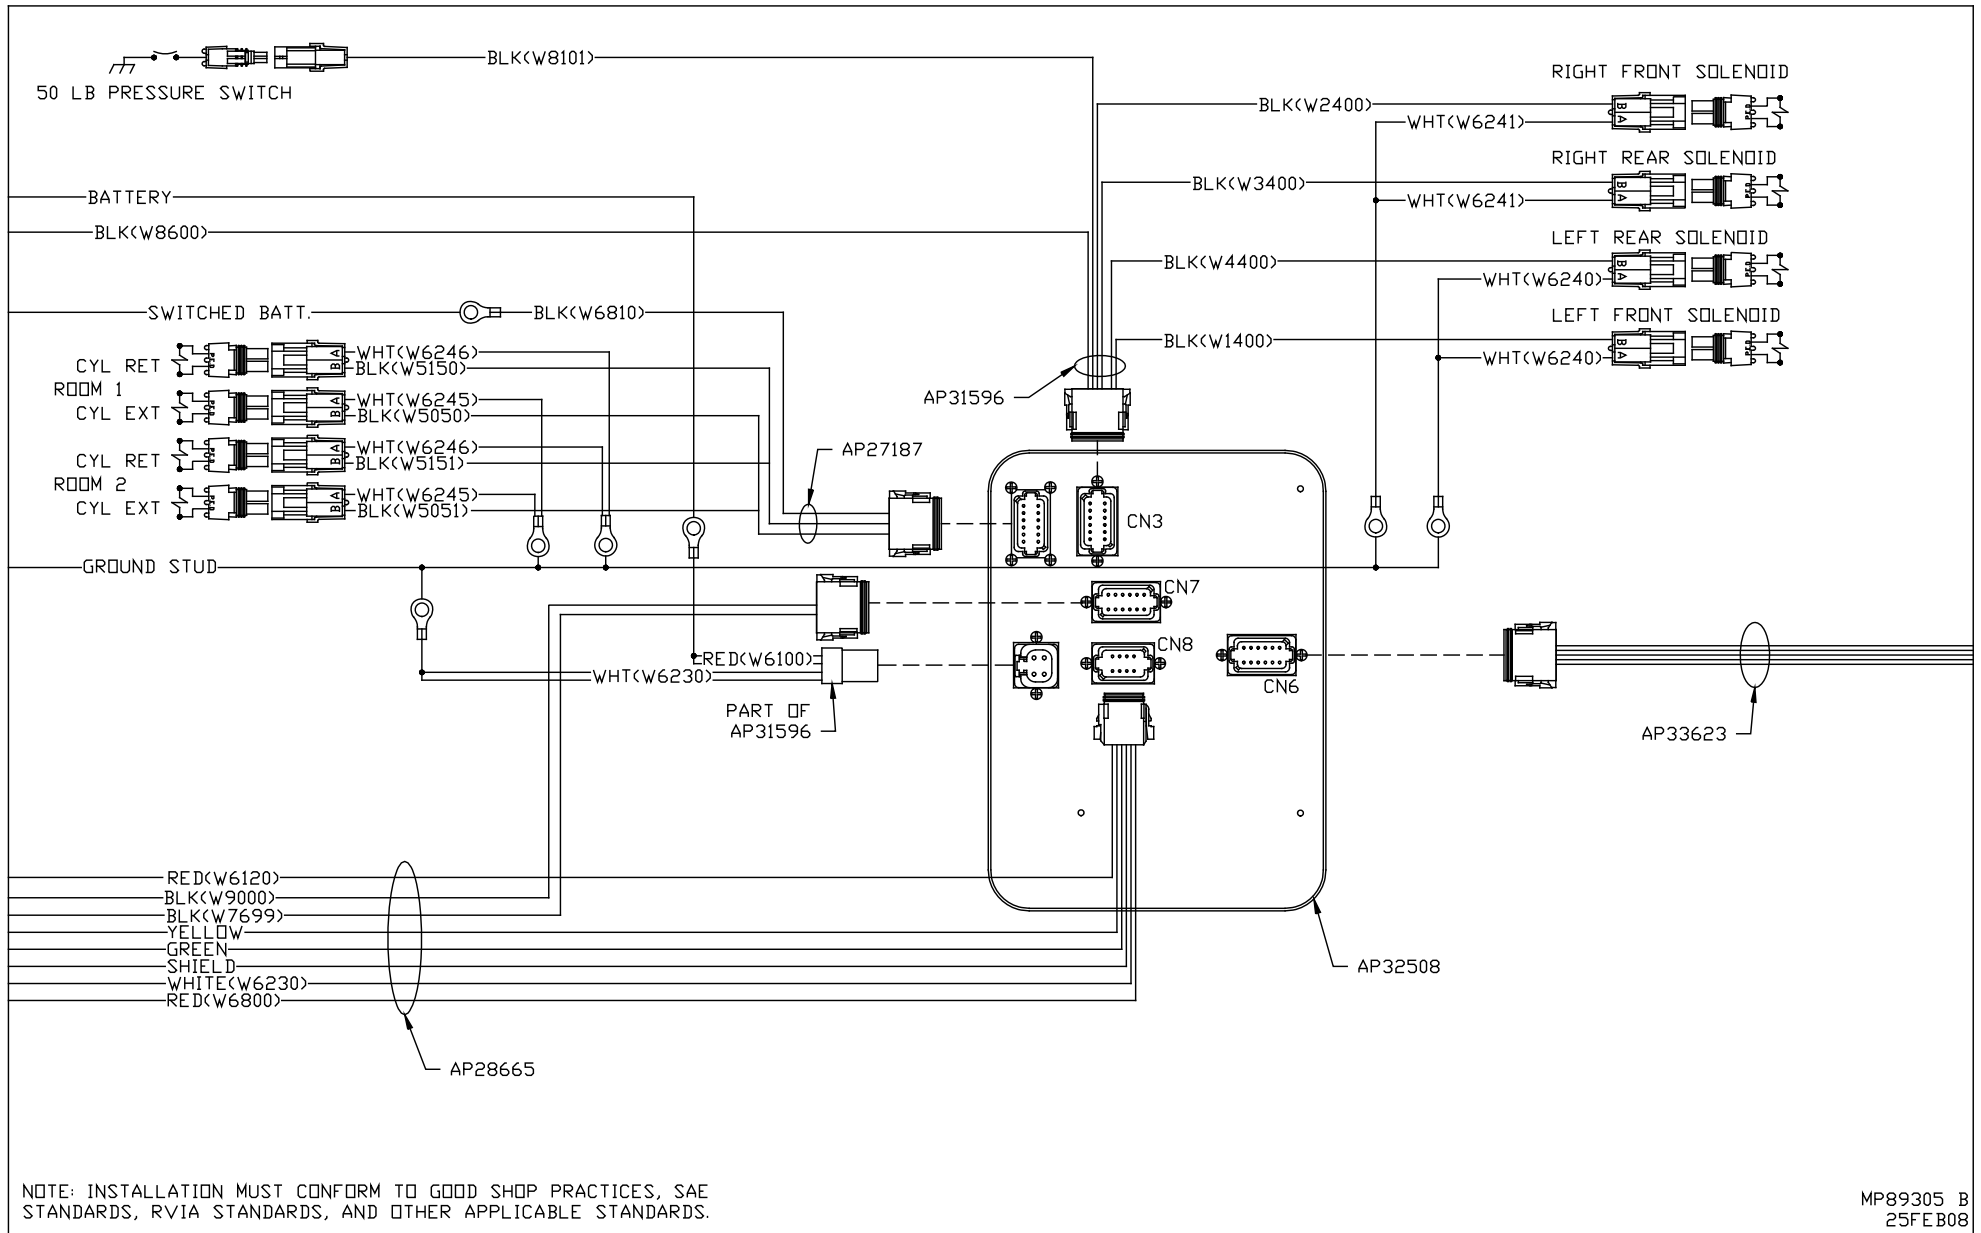 50 LB PRESSURE SWITCH
BLK(W8101)
RIGHT FRONT SOLENOID
BLK(W2400)
B
A
WHT(W6241)
RIGHT REAR SOLENOID
BLK(W3400)
B
A
WHT(W6241)
LEFT REAR SOLENOID
BLK(W4400)
B
A
WHT(W6240)
LEFT FRONT SOLENOID
BLK(W1400)
B
A
WHT(W6240)
BATTERY
BLK(W8600)
SWITCHED BATT.
BLK(W6810)
CYL RET
A
B
WHT(W6246)
BLK(W5150)
ROOM 1
CYL EXT
A
B
WHT(W6245)
BLK(W5050)
CYL RET
A
B
WHT(W6246)
BLK(W5151)
ROOM 2
CYL EXT
A
B
WHT(W6245)
BLK(W5051)
AP31596
AP27187
CN3
GROUND STUD
CN7
CN8
CN6
RED(W6100)
WHT(W6230)
PART OF
AP31596
AP33623
RED(W6120)
BLK(W9000)
BLK(W7699)
YELLOW
GREEN
SHIELD
WHITE(W6230)
RED(W6800)
AP32508
AP28665
NOTE: INSTALLATION MUST CONFORM TO GOOD SHOP PRACTICES, SAE
STANDARDS, RVIA STANDARDS, AND OTHER APPLICABLE STANDARDS.
MP89305 B
25FEB08